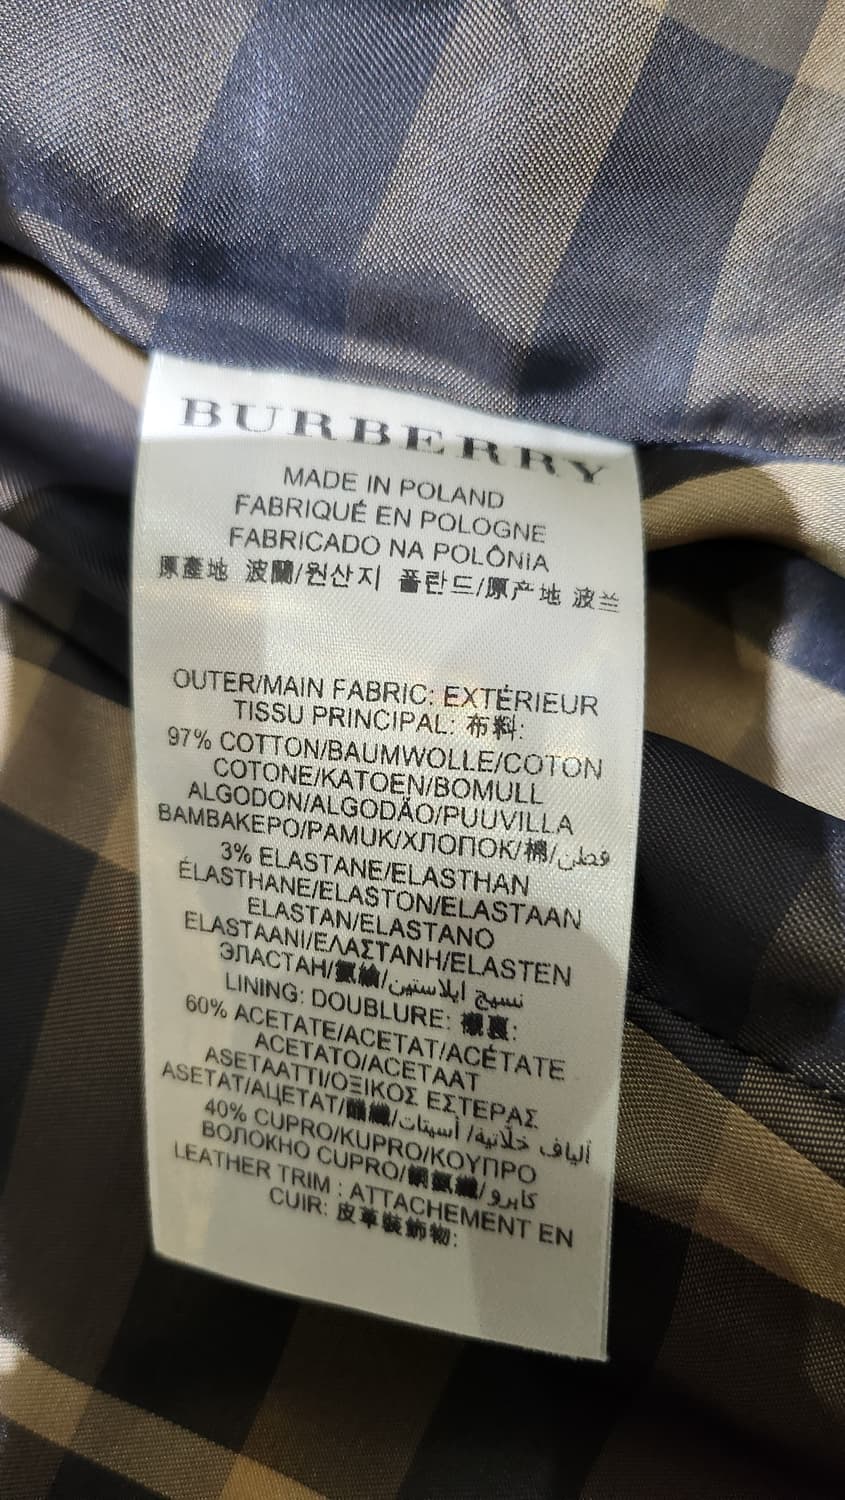 BURBERRY
MADE IN POLAND
FABRIQUÉ EN POLOGNE
FABRICADO NA POLÔNIA
原產地 波蘭/원산지 폴란드/原产地 波兰
OUTER/MAIN FABRIC: EXTÉRIEUR
TISSU PRINCIPAL: 布料:
97% COTTON/BAUMWOLLE/COTON
COTONE/KATOEN/BOMULL
ALGODON/ALGODÃO/PUUVILLA
BAMBAKEPO/PAMUK/ХЛОПОК/棉/قطن
3% ELASTANE/ELASTHAN
ÉLASTHANE/ELASTON/ELASTAAN
ELASTAN/ELASTANO
ELASTAANI/ΕΛΑΣΤΑΝΗ/ELASTEN
ЭЛАСТАН/氨綸/نسيج ايلاستين
LINING: DOUBLURE: 襯裏:
60% ACETATE/ACETAT/ACÉTATE
ACETATO/ACETAAT
ASETAATTI/ΟΞΙΚΟΣ ΕΣΤΕΡΑΣ
ASETAT/АЦЕТАТ/醋纖/ألياف خلّاتية/ أسيتات
40% CUPRO/KUPRO/ΚΟΥΠΡΟ
ВОЛОКНО CUPRO/銅氨纖/كابرو
LEATHER TRIM : ATTACHEMENT EN
CUIR: 皮革裝飾物: